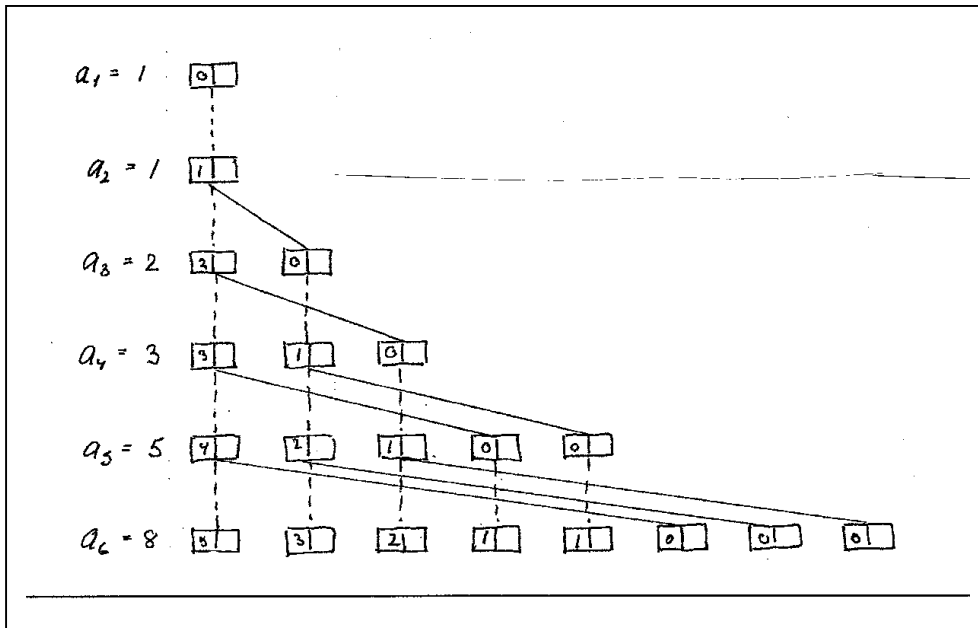 a₁ = 1 0
a₂ = 1 1
a₃ = 2 2 0
a₄ = 3 3 1 0
a₅ = 5 4 2 1 0 0
a₆ = 8 5 3 2 1 1 0 0 0